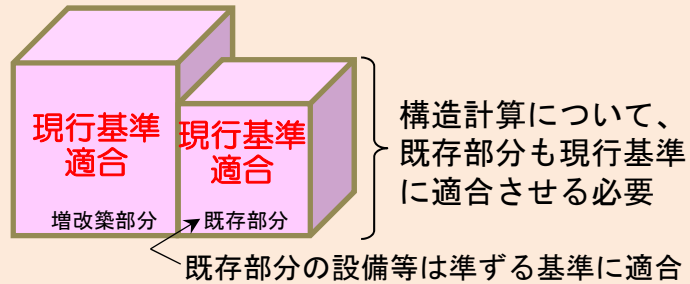 現行基準
適合
増改築部分
現行基準
適合
既存部分
構造計算について、
既存部分も現行基準
に適合させる必要
既存部分の設備等は準ずる基準に適合